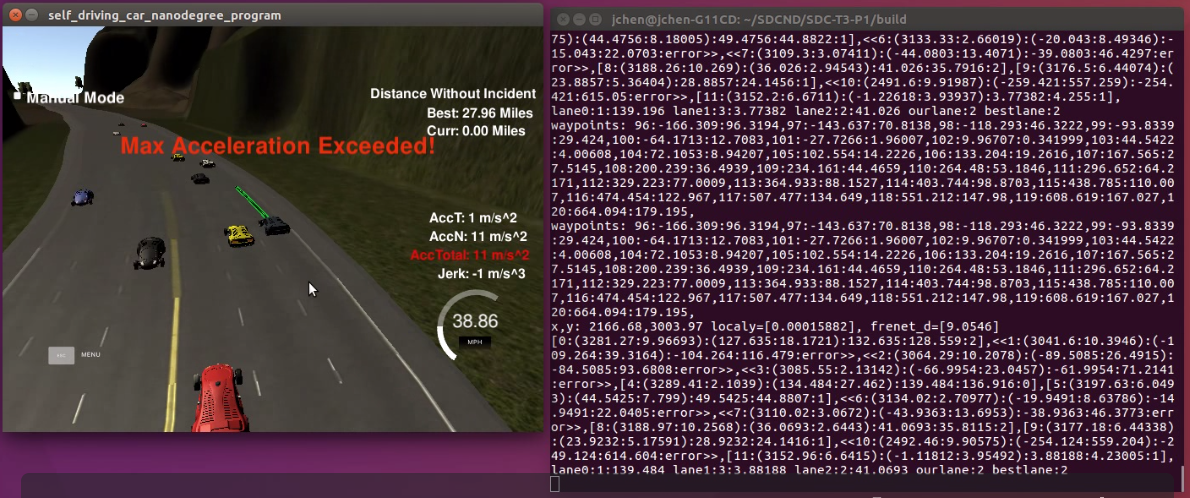 self_driving_car_nanodegree_program
Manual Mode
Distance Without Incident
Best: 27.96 Miles
Curr: 0.00 Miles
Max Acceleration Exceeded!
AccT: 1 m/s^2
AccN: 11 m/s^2
AccTotal: 11 m/s^2
Jerk: -1 m/s^3
38.86
MPH
MENU
jchen@jchen-G11CD: ~/SDCND/SDC-T3-P1/build
75):(44.4756:8.18005):49.4756:44.8822:1],<<6:(3133.33:2.66019):(-20.043:8.49346):-
15.043:22.0703:error>>,<<7:(3109.3:3.07411):(-44.0803:13.4071):-39.0803:46.4297:er
ror>>,[8:(3188.26:10.269):(36.026:2.94543):41.026:35.7916:2],[9:(3176.5:6.44074):(
23.8857:5.36404):28.8857:24.1456:1],<<10:(2491.6:9.91987):(-259.421:557.259):-254.
421:615.05:error>>,[11:(3152.2:6.6711):(-1.22618:3.93937):3.77382:4.255:1],
lane0:1:139.196 lane1:3:3.77382 lane2:2:41.026 ourlane:2 bestlane:2
waypoints: 96:-166.309:96.3194,97:-143.637:70.8138,98:-118.293:46.3222,99:-93.8339
:29.424,100:-64.1713:12.7083,101:-27.7266:1.96007,102:9.96707:0.341999,103:44.5422
:4.00608,104:72.1053:8.94207,105:102.554:14.2226,106:133.204:19.2616,107:167.565:2
7.5145,108:200.239:36.4939,109:234.161:44.4659,110:264.48:53.1846,111:296.652:64.2
171,112:329.223:77.0009,113:364.933:88.1527,114:403.744:98.8703,115:438.785:110.00
7,116:474.454:122.967,117:507.477:134.649,118:551.212:147.98,119:608.619:167.027,1
20:664.094:179.195,
waypoints: 96:-166.309:96.3194,97:-143.637:70.8138,98:-118.293:46.3222,99:-93.8339
:29.424,100:-64.1713:12.7083,101:-27.7266:1.96007,102:9.96707:0.341999,103:44.5422
:4.00608,104:72.1053:8.94207,105:102.554:14.2226,106:133.204:19.2616,107:167.565:2
7.5145,108:200.239:36.4939,109:234.161:44.4659,110:264.48:53.1846,111:296.652:64.2
171,112:329.223:77.0009,113:364.933:88.1527,114:403.744:98.8703,115:438.785:110.00
7,116:474.454:122.967,117:507.477:134.649,118:551.212:147.98,119:608.619:167.027,1
20:664.094:179.195,
x,y: 2166.68,3003.97 localy=[0.00015882], frenet_d=[9.0546]
[0:(3281.27:9.96693):(127.635:18.1721):132.635:128.559:2],<<1:(3041.6:10.3946):(-1
09.264:39.3164):-104.264:116.479:error>>,<<2:(3064.29:10.2078):(-89.5085:26.4915):
-84.5085:93.6808:error>>,<<3:(3085.55:2.13142):(-66.9954:23.0457):-61.9954:71.2141
:error>>,[4:(3289.41:2.1039):(134.484:27.462):139.484:136.916:0],[5:(3197.63:6.049
3):(44.5425:7.799):49.5425:44.8807:1],<<6:(3134.02:2.70977):(-19.9491:8.63786):-14
.9491:22.0405:error>>,<<7:(3110.02:3.0672):(-43.9363:13.6953):-38.9363:46.3773:err
or>>,[8:(3188.97:10.2568):(36.0693:2.6443):41.0693:35.8115:2],[9:(3177.18:6.44338)
:(23.9232:5.17591):28.9232:24.1416:1],<<10:(2492.46:9.90575):(-254.124:559.204):-2
49.124:614.604:error>>,[11:(3152.96:6.6415):(-1.11812:3.95492):3.88188:4.23005:1],
lane0:1:139.484 lane1:3:3.88188 lane2:2:41.0693 ourlane:2 bestlane:2